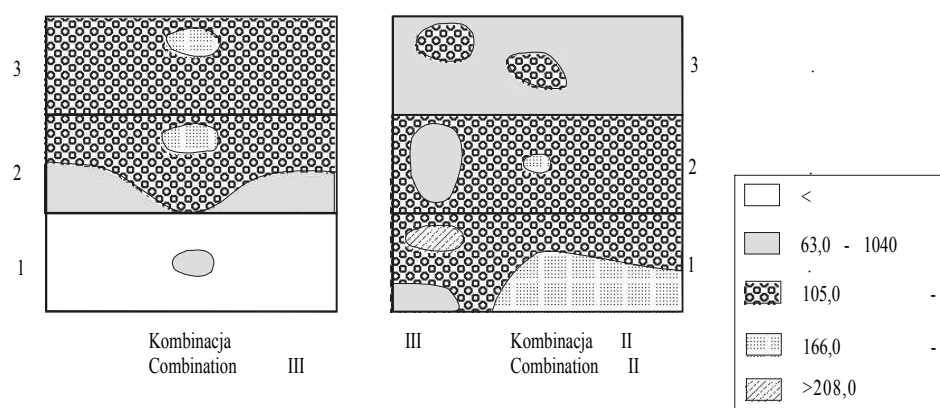 3
2
1
3
2
1
Kombinacja
Combination III
III Kombinacja II
Combination II
<
63,0 - 1040
105,0 -
166,0 -
>208,0